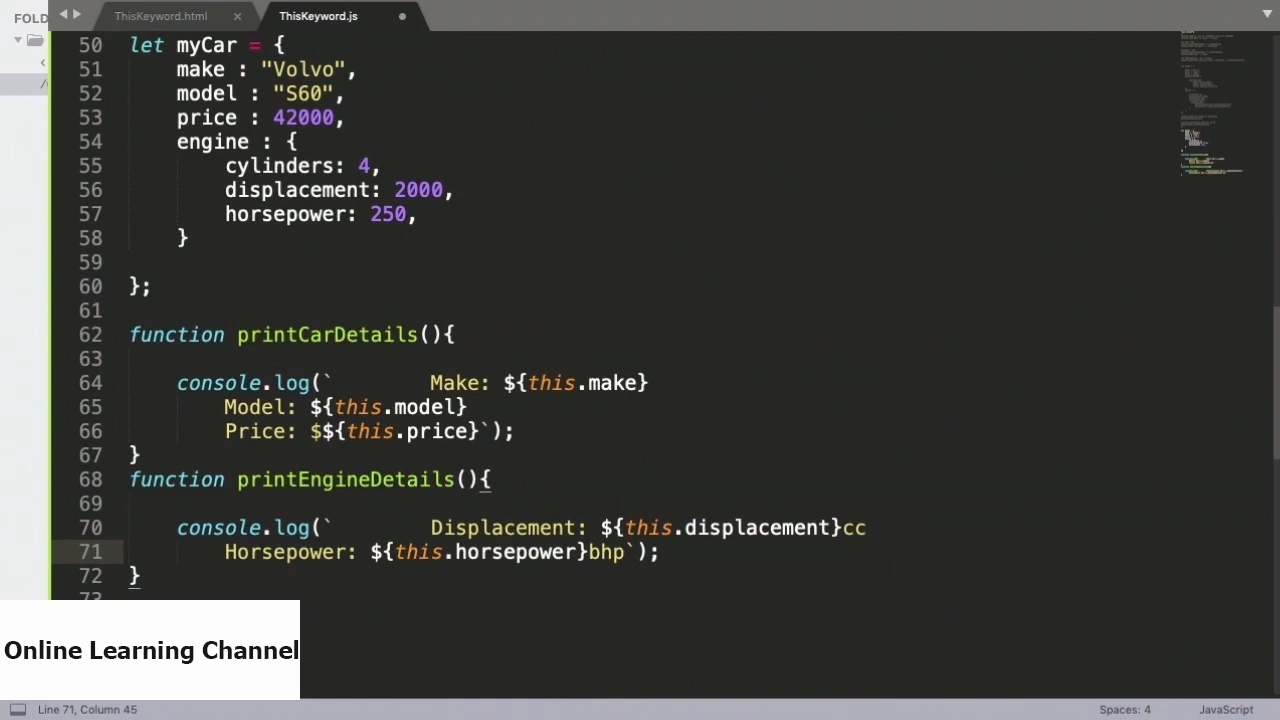 FOLD
ThisKeyword.html ×
ThisKeyword.js
50 let myCar = {
51     make : "Volvo",
52     model : "S60",
53     price : 42000,
54     engine : {
55         cylinders: 4,
56         displacement: 2000,
57         horsepower: 250,
58     }
59
60 };
61
62 function printCarDetails(){
63
64     console.log(`        Make: ${this.make}
65         Model: ${this.model}
66         Price: $${this.price}`);
67 }
68 function printEngineDetails(){
69
70     console.log(`        Displacement: ${this.displacement}cc
71         Horsepower: ${this.horsepower}bhp`);
72 }
73
Online Learning Channel
Line 71, Column 45
Spaces: 4
JavaScript